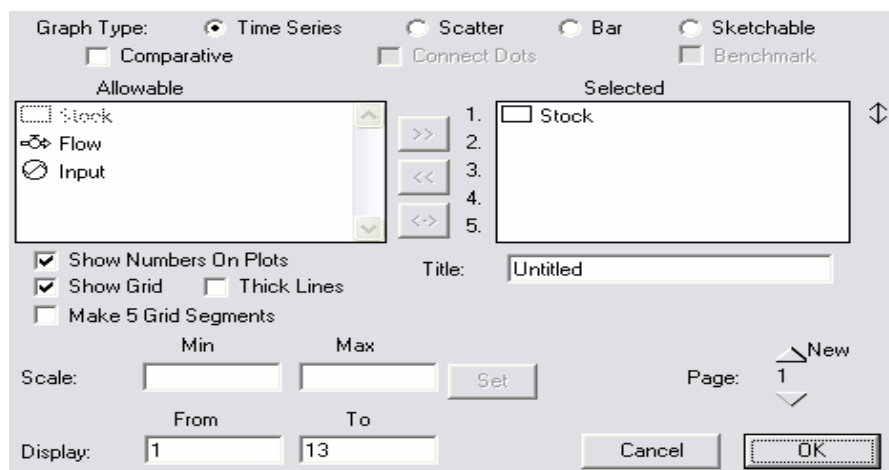 Graph Type: Time Series Scatter Bar Sketchable
Comparative Connect Dots Benchmark
Allowable Selected
Stock
Flow
Input
>>
<<
<->
1.
2.
3.
4.
5.
Stock
Show Numbers On Plots
Show Grid Thick Lines
Make 5 Grid Segments
Title: Untitled
Min Max
Scale: Set
Page: 1 New
From To
Display: 1 13
Cancel OK